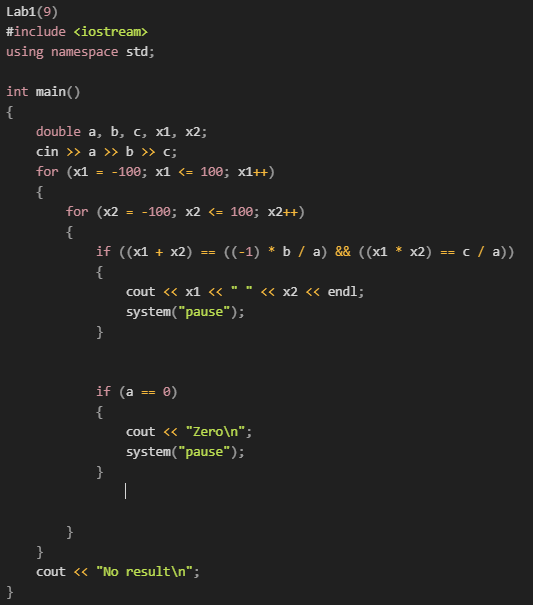 Lab1(9)
#include <iostream>
using namespace std;
int main()
{
    double a, b, c, x1, x2;
    cin >> a >> b >> c;
    for (x1 = -100; x1 <= 100; x1++)
    {
        for (x2 = -100; x2 <= 100; x2++)
        {
            if ((x1 + x2) == ((-1) * b / a) && ((x1 * x2) == c / a))
            {
                cout << x1 << " " << x2 << endl;
                system("pause");
            }
            if (a == 0)
            {
                cout << "Zero\n";
                system("pause");
            }
        }
    }
    cout << "No result\n";
}